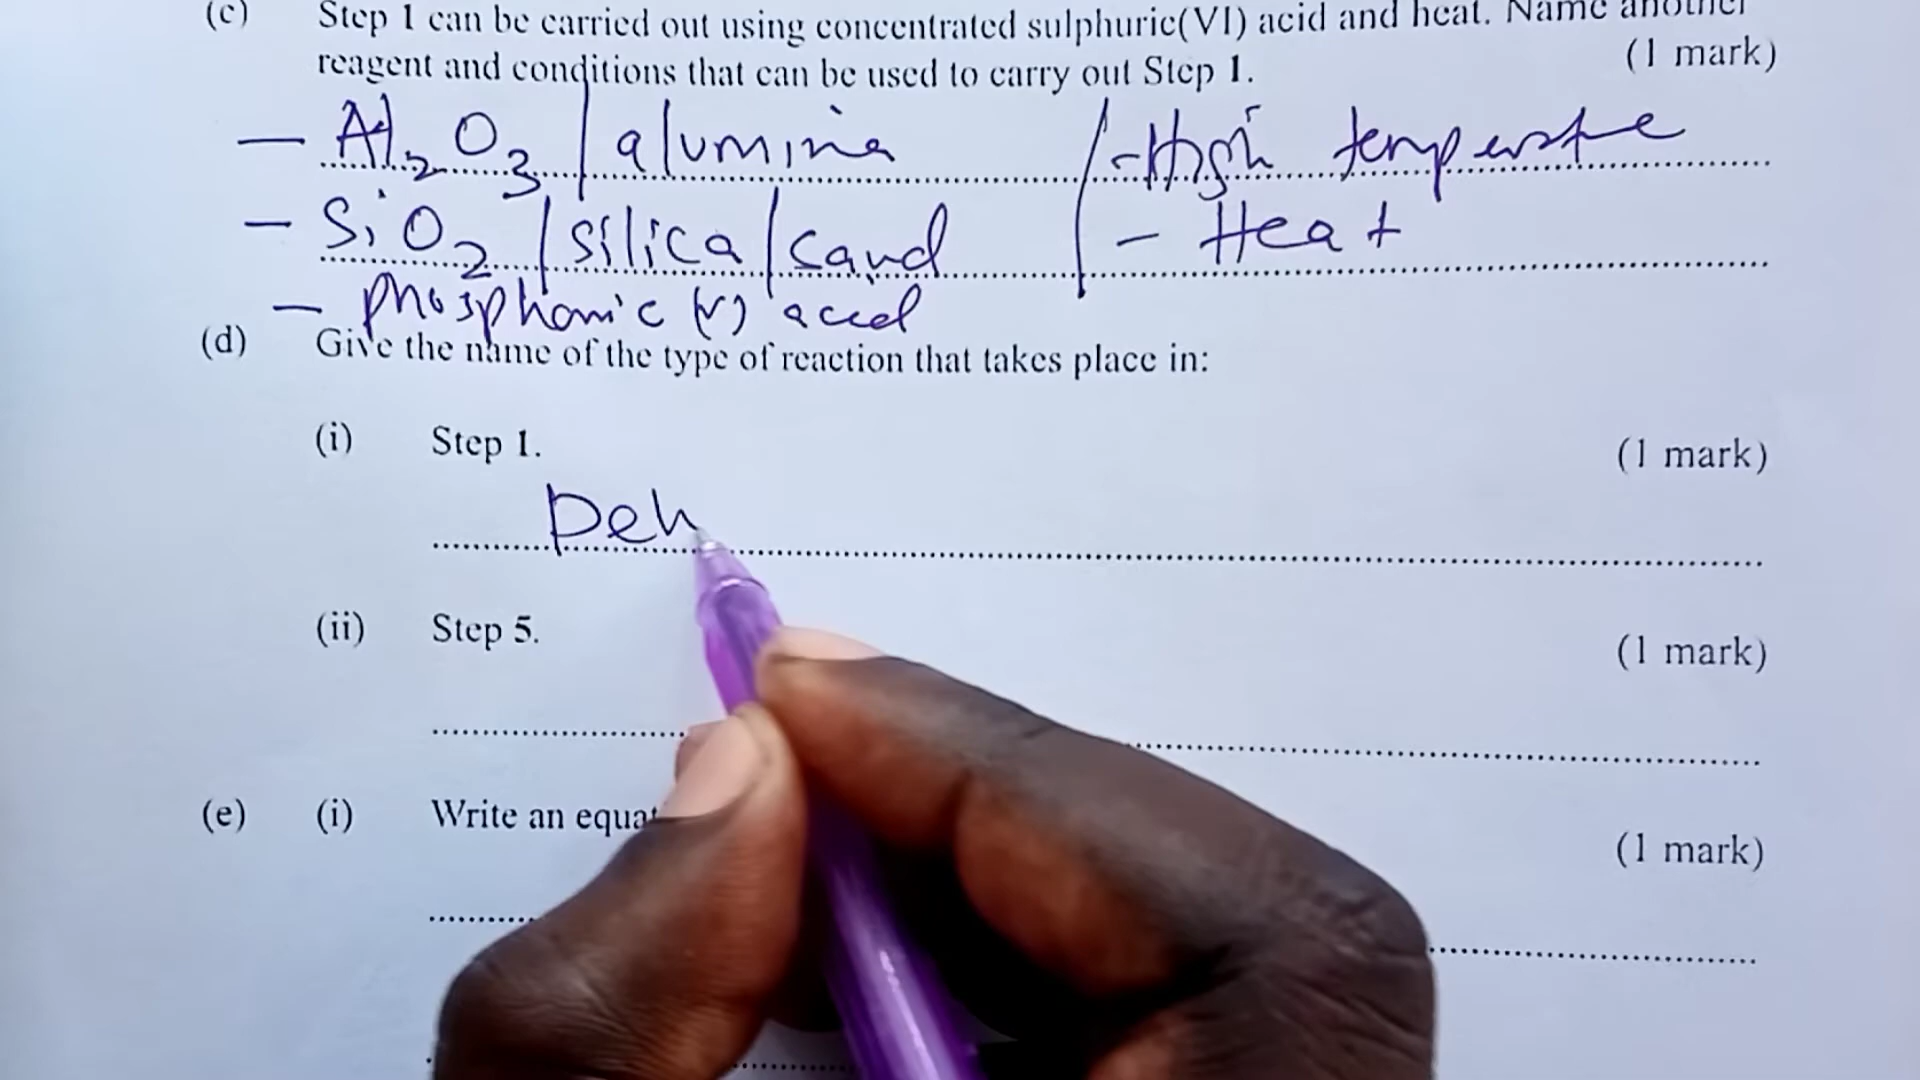 (c) Step 1 can be carried out using concentrated sulphuric(VI) acid and heat. Name another
reagent and conditions that can be used to carry out Step 1. (1 mark)
- Al2O3 / alumina / - High temperature
- SiO2 / silica / sand - Heat
- phosphoric (v) acid
(d) Give the name of the type of reaction that takes place in:
(i) Step 1. (1 mark)
Deh
(ii) Step 5. (1 mark)
(e) (i) Write an equat (1 mark)